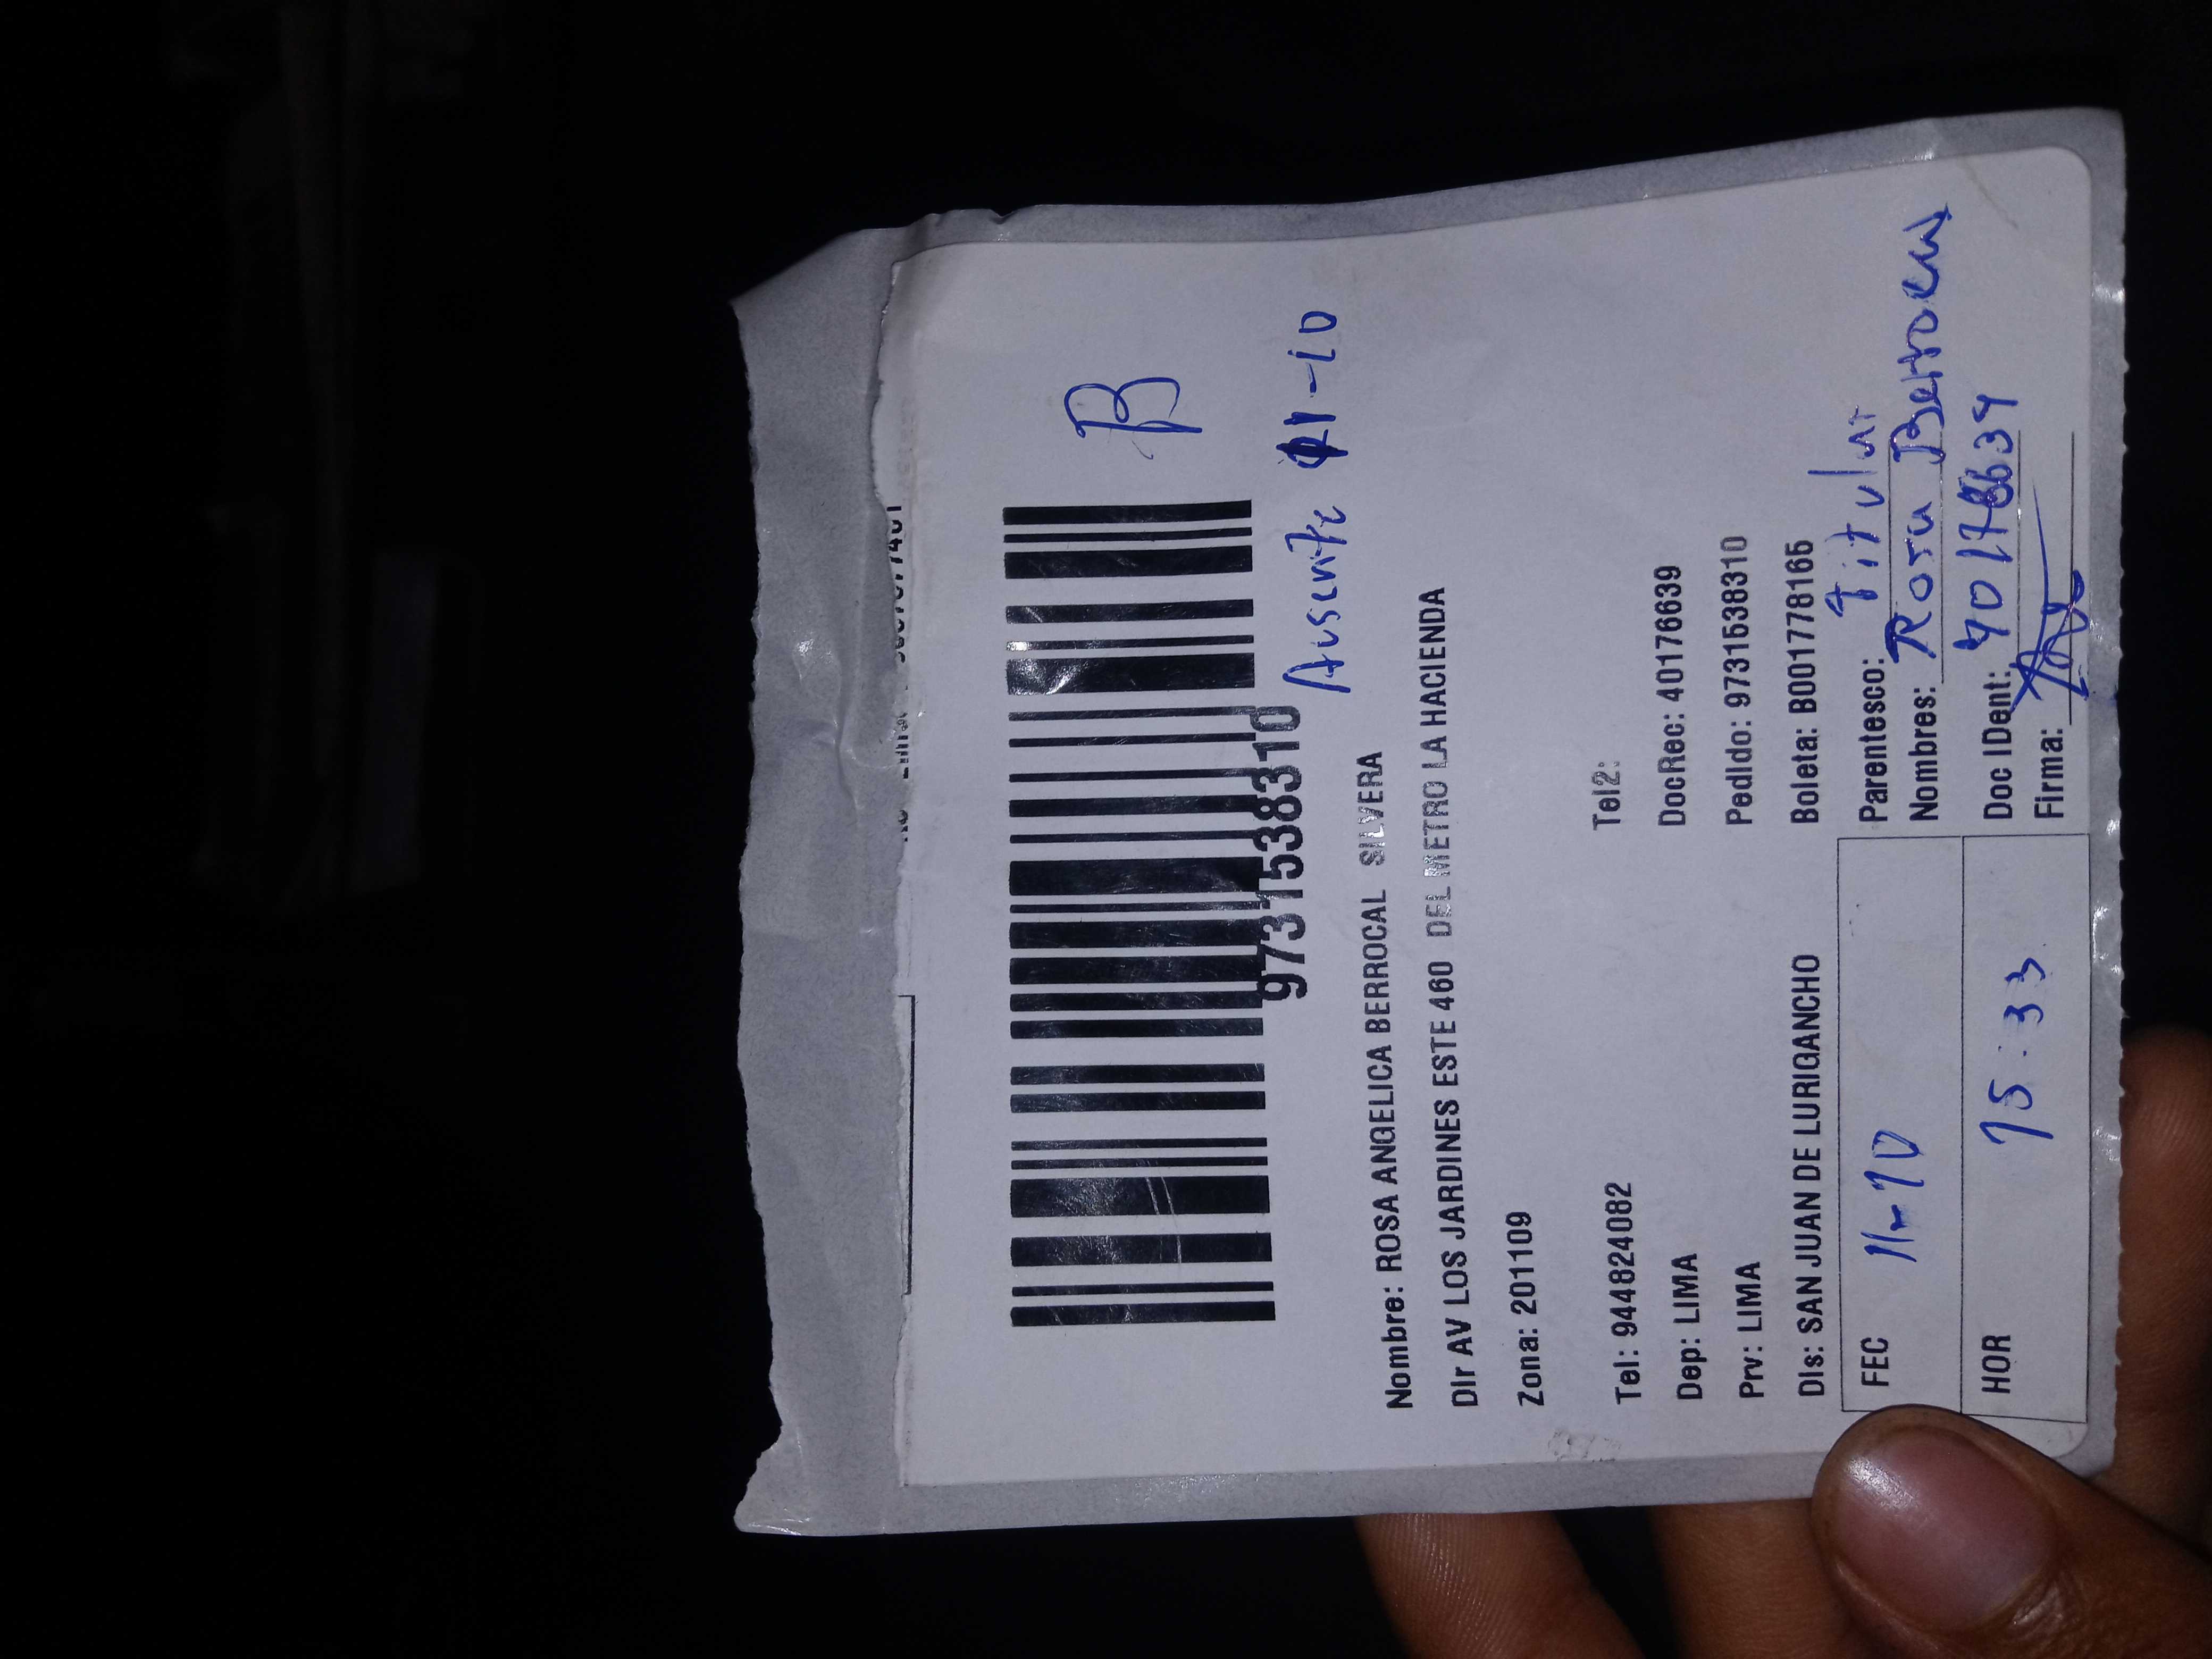 B
9731538310
Ausente 11-10
Nombre: ROSA ANGELICA BERROCAL SILVERA
Dir AV LOS JARDINES ESTE 460 DEL METRO LA HACIENDA
Zona: 201109
Tel: 944824082 Tel2:
Dep: LIMA DocRec: 40176639
Prv: LIMA Pedido: 9731538310
Dis: SAN JUAN DE LURIGANCHO Boleta: B001778165
FEC 11-10 Parentesco: Titular
Nombres: Rosa Berrocal
HOR 15:33 Doc IDent:
Firma: